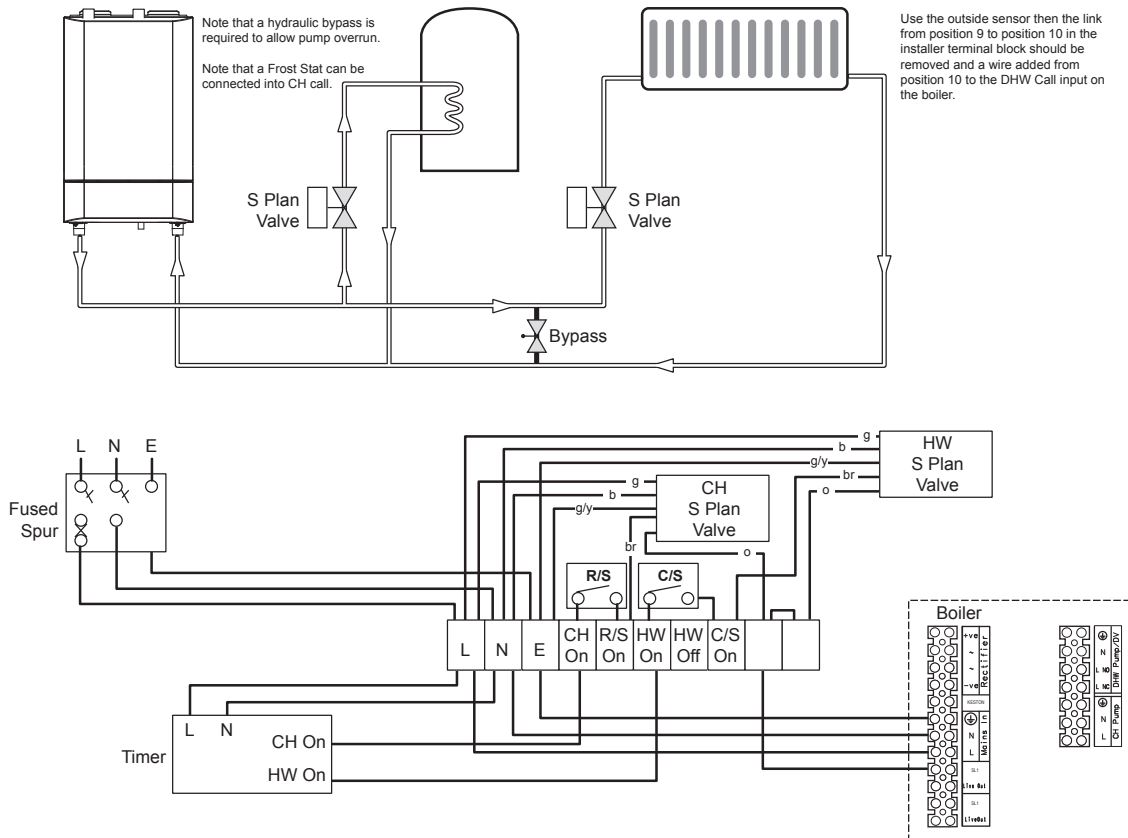 Note that a hydraulic bypass is
required to allow pump overrun.
Note that a Frost Stat can be
connected into CH call.
Use the outside sensor then the link
from position 9 to position 10 in the
installer terminal block should be
removed and a wire added from
position 10 to the DHW Call input on
the boiler.
S Plan
Valve
S Plan
Valve
Bypass
L N E
Fused
Spur
g
b
g/y
br
o
HW
S Plan
Valve
g
b
g/y
br
o
CH
S Plan
Valve
R/S
C/S
L
N
E
CH
On
R/S
On
HW
On
HW
Off
C/S
On
Timer
L N
CH On
HW On
Boiler
+ve
~
~
-ve
Rectifier
KESTON
N
L
Mains In
SL1
Line Out
SL1
LiveOut
N
L NO
L NC
DHW Pump/DV
N
L
CH Pump